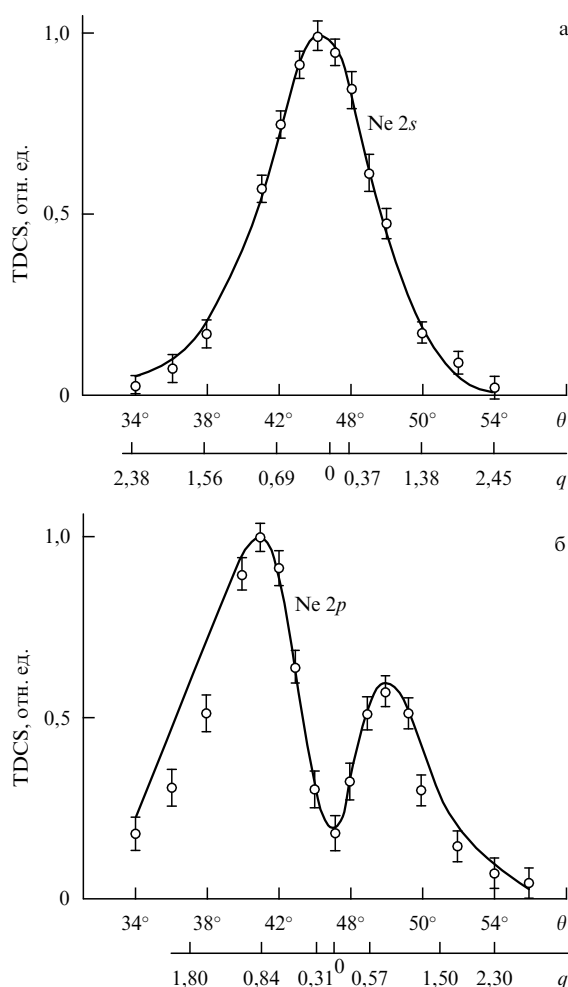 а
1,0
0,5
0
TDCS, отн. ед.
Ne 2s
34° 38° 42° 48° 50° 54° θ
2,38 1,56 0,69 0 0,37 1,38 2,45 q
б
1,0
0,5
0
TDCS, отн. ед.
Ne 2p
34° 38° 42° 48° 50° 54° θ
1,80 0,84 0,31 0 0,57 1,50 2,30 q